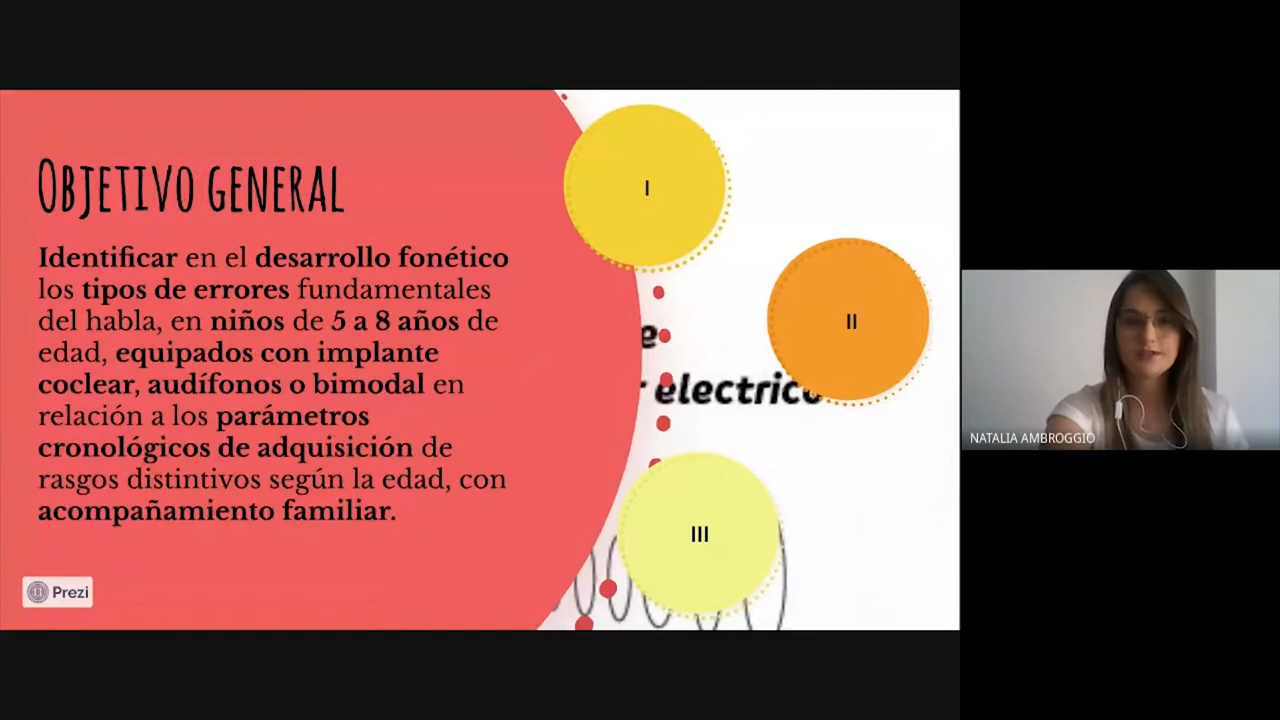 OBJETIVO GENERAL
Identificar en el desarrollo fonético
los tipos de errores fundamentales
del habla, en niños de 5 a 8 años de
edad, equipados con implante
coclear, audífonos o bimodal en
relación a los parámetros
cronológicos de adquisición de
rasgos distintivos según la edad, con
acompañamiento familiar.
Prezi
I
II
electrico
III
NATALIA AMBROGGIO